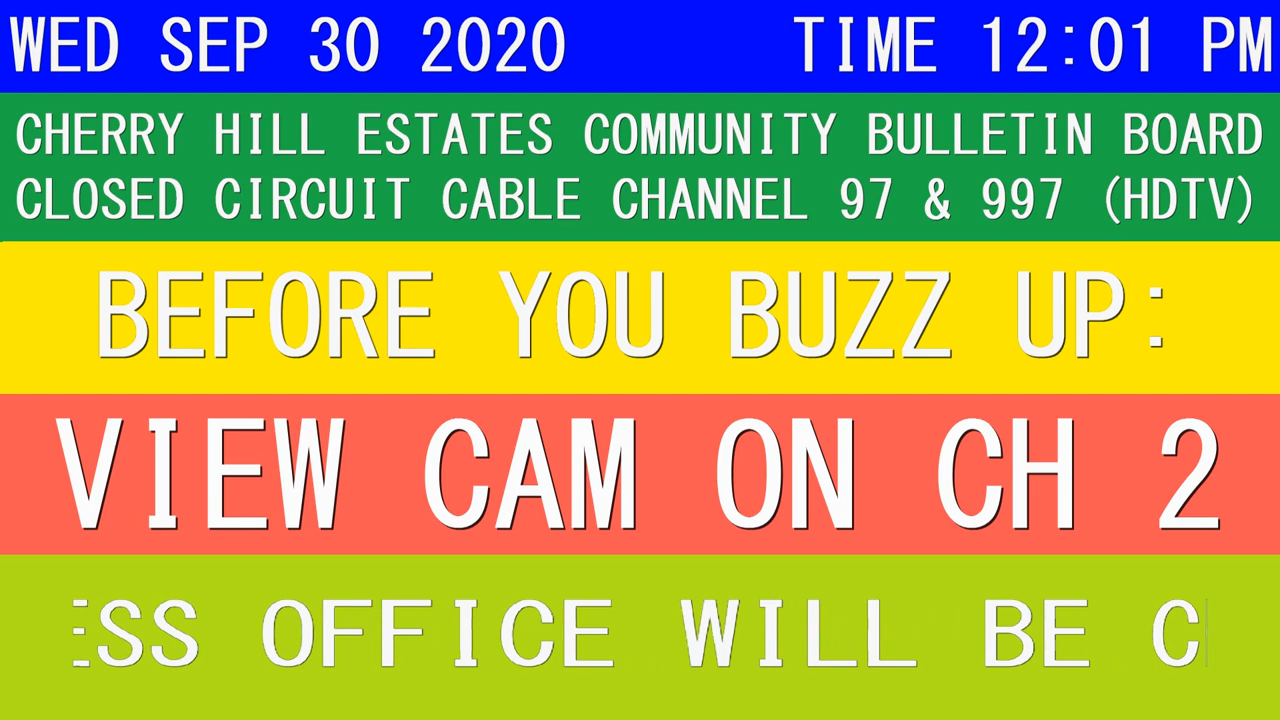 WED SEP 30 2020 TIME 12:01 PM
CHERRY HILL ESTATES COMMUNITY BULLETIN BOARD
CLOSED CIRCUIT CABLE CHANNEL 97 & 997 (HDTV)
BEFORE YOU BUZZ UP:
VIEW CAM ON CH 2
OFFICE WILL BE